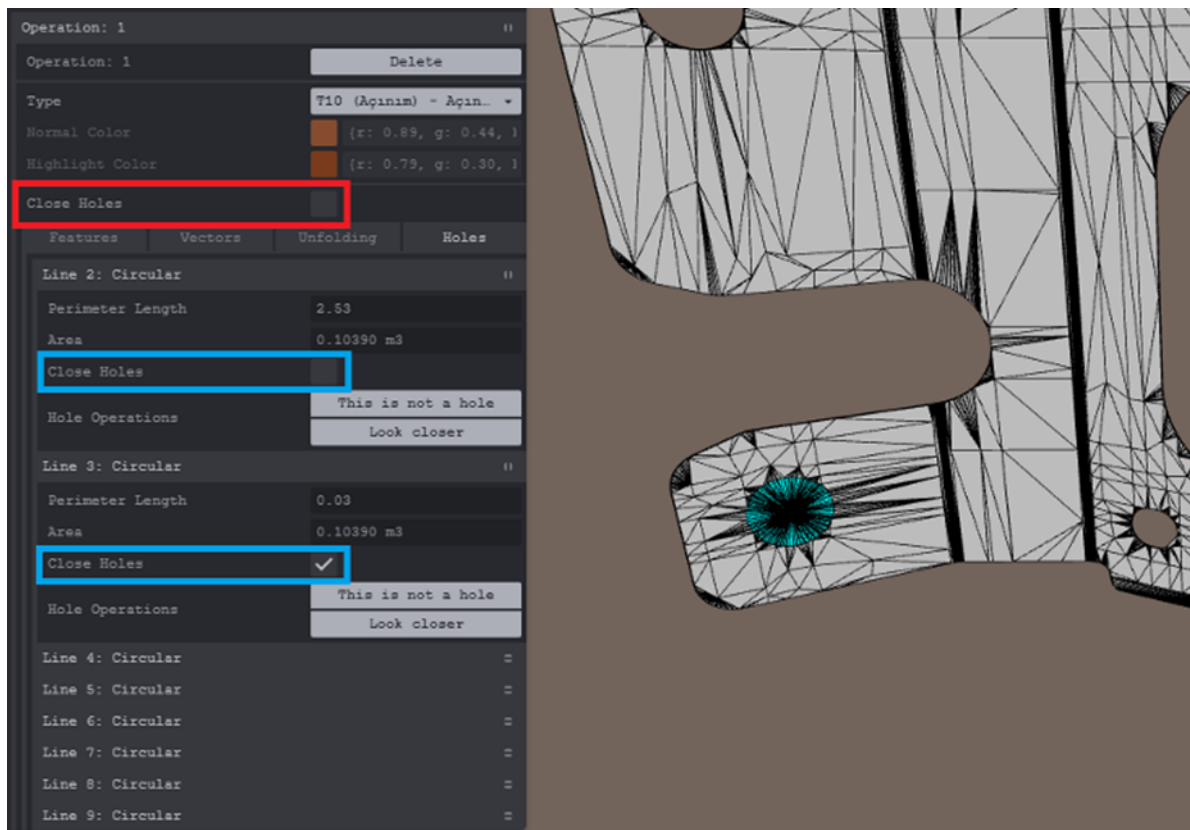 Operation: 1
Operation: 1 Delete
Type T10 (Açınım) - Açın…
Normal Color {r: 0.89, g: 0.44, l
Highlight Color {r: 0.79, g: 0.30, l
Close Holes
Features Vectors Unfolding Holes
Line 2: Circular
Perimeter Length 2.53
Area 0.10390 m3
Close Holes
This is not a hole
Hole Operations
Look closer
Line 3: Circular
Perimeter Length 0.03
Area 0.10390 m3
Close Holes
This is not a hole
Hole Operations
Look closer
Line 4: Circular
Line 5: Circular
Line 6: Circular
Line 7: Circular
Line 8: Circular
Line 9: Circular